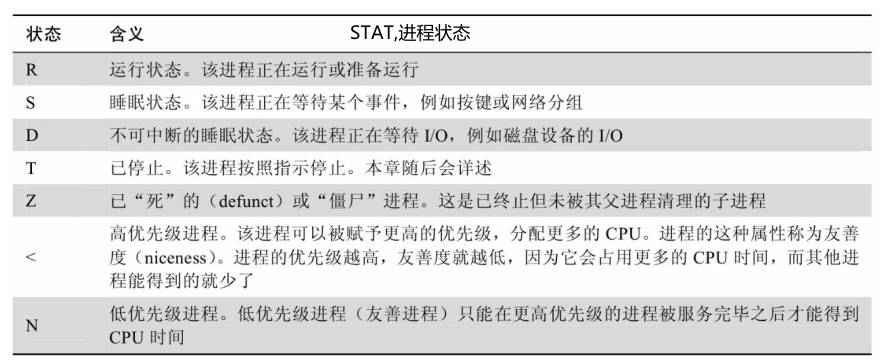 状态 含义 STAT,进程状态
R 运行状态。该进程正在运行或准备运行
S 睡眠状态。该进程正在等待某个事件，例如按键或网络分组
D 不可中断的睡眠状态。该进程正在等待 I/O，例如磁盘设备的 I/O
T 已停止。该进程按照指示停止。本章随后会详述
Z 已“死”的（defunct）或“僵尸”进程。这是已终止但未被其父进程清理的子进程
高优先级进程。该进程可以被赋予更高的优先级，分配更多的 CPU。进程的这种属性称为友善
< 度（niceness）。进程的优先级越高，友善度就越低，因为它会占用更多的 CPU 时间，而其他进
程能得到的就少了
N 低优先级进程。低优先级进程（友善进程）只能在更高优先级的进程被服务完毕之后才能得到
CPU 时间